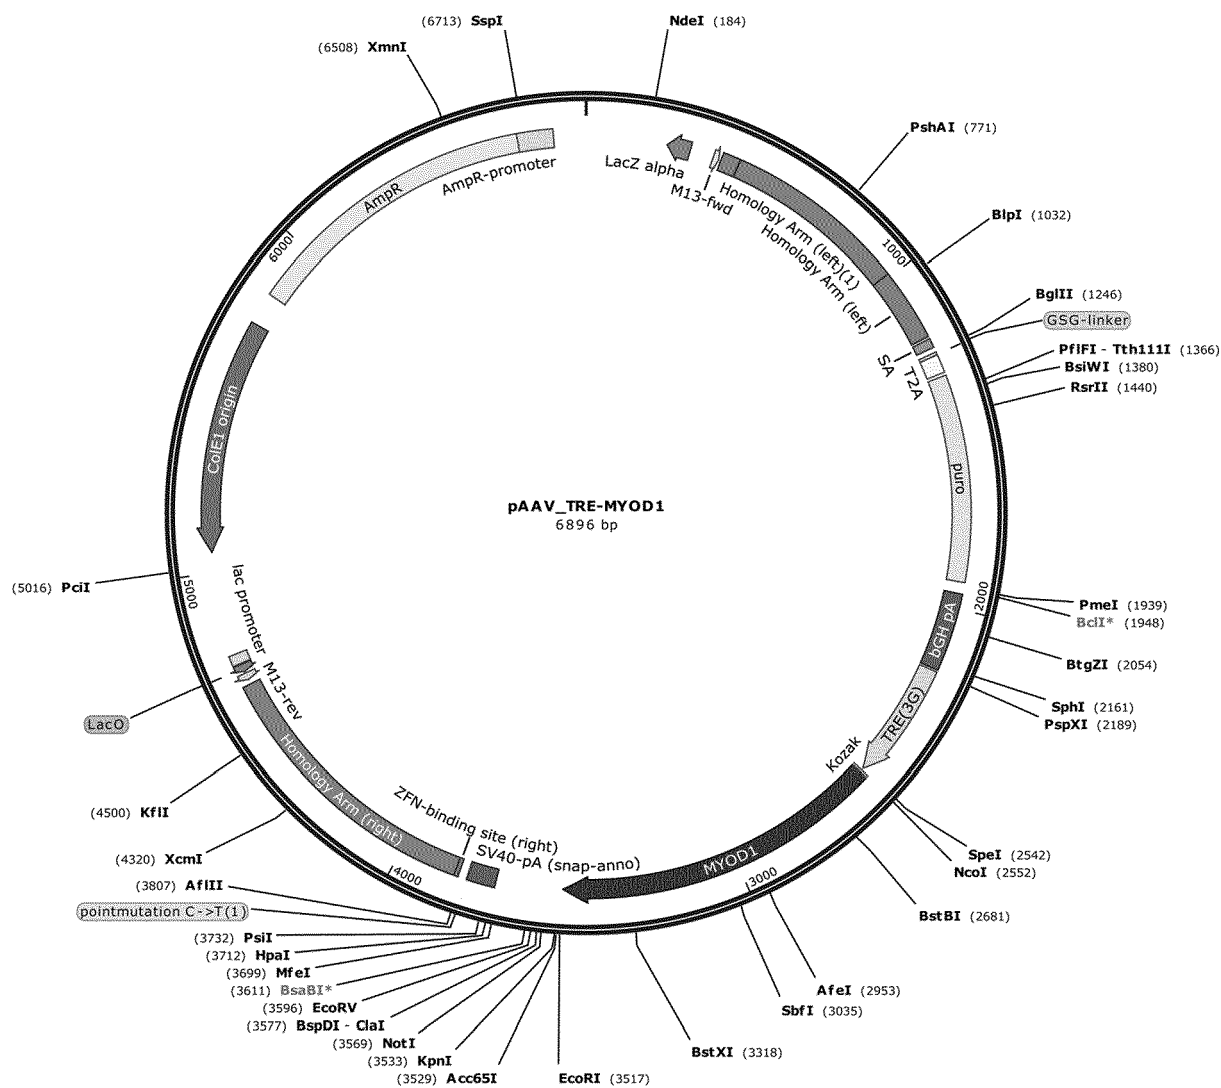 (6713) SspI
NdeI (184)
(6508) XmnI
PshAI (771)
LacZ alpha
M13-fwd
AmpR-promoter
AmpR
Homology Arm (left)(1)
Homology Arm (left)
BlpI (1032)
1000
6000
BglII (1246)
GSG-linker
SA
T2A
PflFI - Tth111I (1366)
BsiWI (1380)
RsrII (1440)
ColE1 origin
puro
pAAV_TRE-MYOD1
6896 bp
(5016) PciI
5000
lac promoter
2000
PmeI (1939)
BclI* (1948)
bGH pA
BtgZI (2054)
M13-rev
SphI (2161)
PspXI (2189)
LacO
TRE(3G)
Kozak
Homology Arm (right)
ZFN-binding site (right)
SV40-pA (snap-anno)
MYOD1
(4500) KflI
(4320) XcmI
4000
3000
SpeI (2542)
NcoI (2552)
(3807) AflII
pointmutation C->T(1)
BstBI (2681)
(3732) PsiI
(3712) HpaI
(3699) MfeI
(3611) BsaBI*
AfeI (2953)
(3596) EcoRV
SbfI (3035)
(3577) BspDI - ClaI
(3569) NotI
BstXI (3318)
(3533) KpnI
(3529) Acc65I
EcoRI (3517)